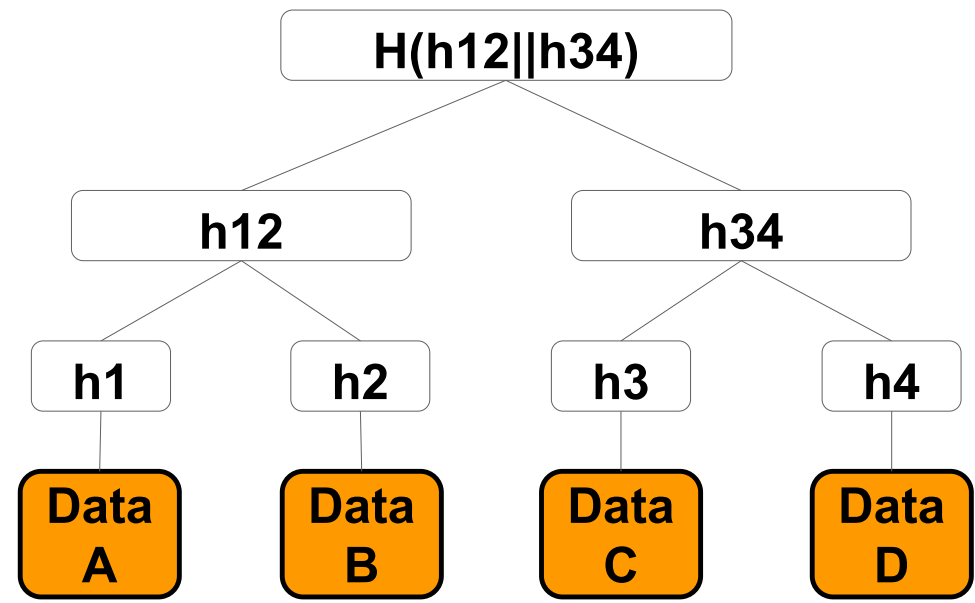 H(h12||h34)
h12
h34
h1
h2
h3
h4
Data
A
Data
B
Data
C
Data
D